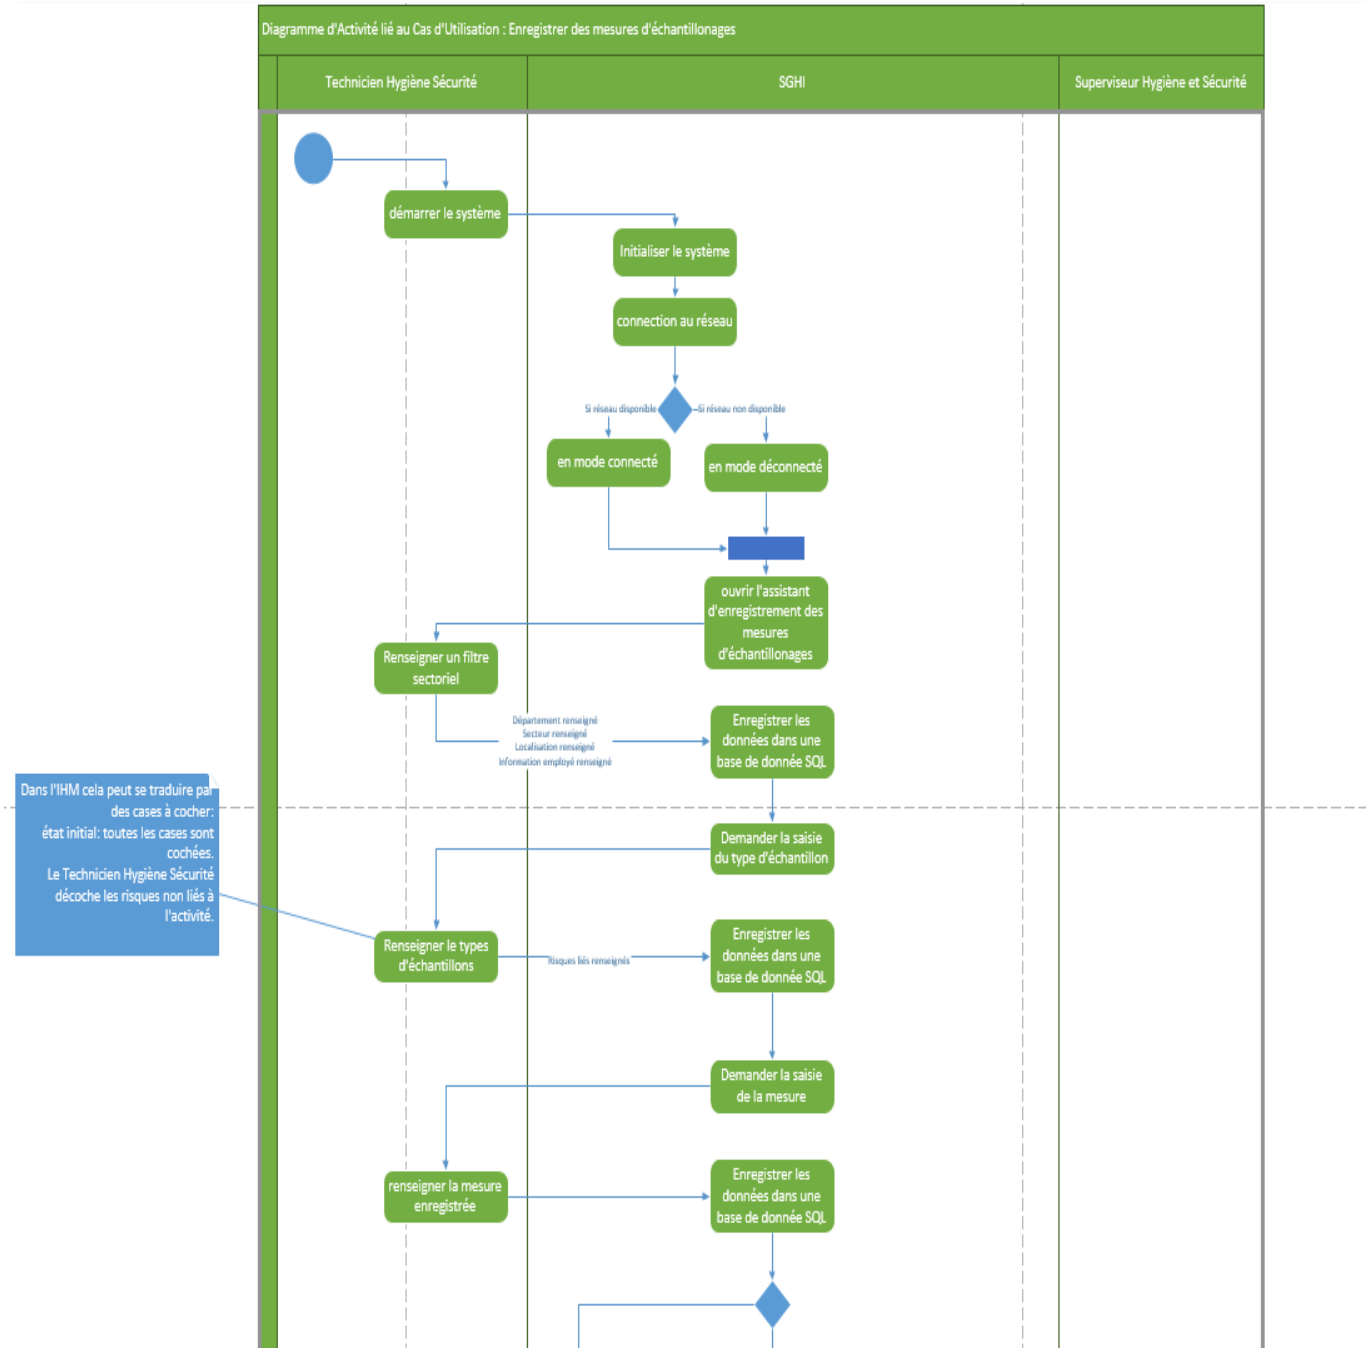 Diagramme d'Activité lié au Cas d'Utilisation : Enregistrer des mesures d'échantillonages
Technicien Hygiène Sécurité
SGHI
Superviseur Hygiène et Sécurité
démarrer le système
Initialiser le système
connection au réseau
Si réseau disponible
Si réseau non disponible
en mode connecté
en mode déconnecté
ouvrir l'assistant
d'enregistrement des
mesures
d'échantillonages
Renseigner un filtre
sectoriel
Département renseigné
Secteur renseigné
Localisation renseigné
Information employé renseigné
Enregistrer les
données dans une
base de donnée SQL
Dans l'IHM cela peut se traduire par
des cases à cocher:
état initial: toutes les cases sont
cochées.
Le Technicien Hygiène Sécurité
décoche les risques non liés à
l'activité.
Demander la saisie
du type d'échantillon
Renseigner le types
d'échantillons
Risques liés renseignés
Enregistrer les
données dans une
base de donnée SQL
Demander la saisie
de la mesure
renseigner la mesure
enregistrée
Enregistrer les
données dans une
base de donnée SQL